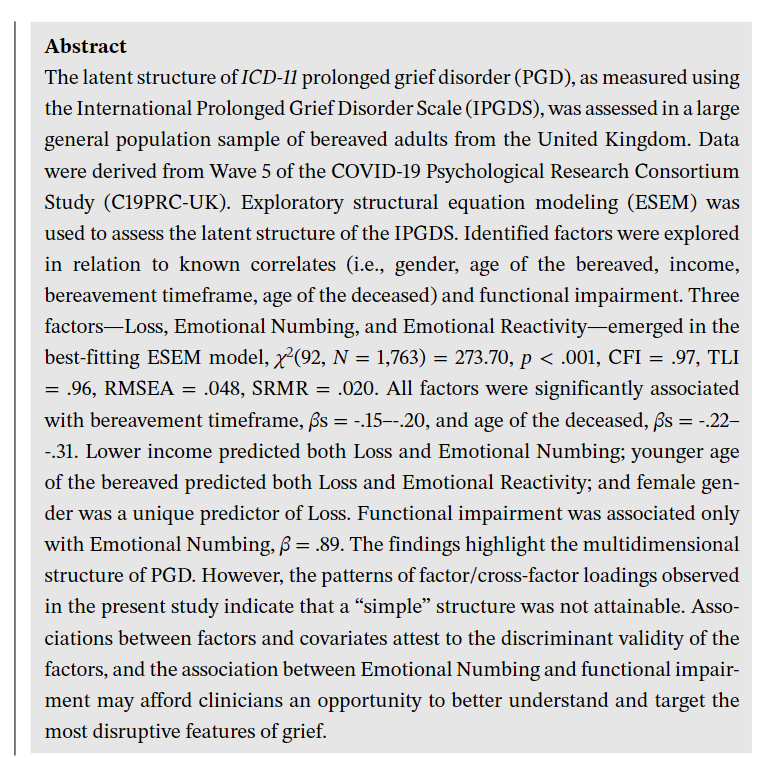 Abstract
The latent structure of ICD-11 prolonged grief disorder (PGD), as measured using
the International Prolonged Grief Disorder Scale (IPGDS), was assessed in a large
general population sample of bereaved adults from the United Kingdom. Data
were derived from Wave 5 of the COVID-19 Psychological Research Consortium
Study (C19PRC-UK). Exploratory structural equation modeling (ESEM) was
used to assess the latent structure of the IPGDS. Identified factors were explored
in relation to known correlates (i.e., gender, age of the bereaved, income,
bereavement timeframe, age of the deceased) and functional impairment. Three
factors—Loss, Emotional Numbing, and Emotional Reactivity—emerged in the
best-fitting ESEM model, χ²(92, N = 1,763) = 273.70, p < .001, CFI = .97, TLI
= .96, RMSEA = .048, SRMR = .020. All factors were significantly associated
with bereavement timeframe, βs = -.15–-.20, and age of the deceased, βs = -.22–
-.31. Lower income predicted both Loss and Emotional Numbing; younger age
of the bereaved predicted both Loss and Emotional Reactivity; and female gen-
der was a unique predictor of Loss. Functional impairment was associated only
with Emotional Numbing, β = .89. The findings highlight the multidimensional
structure of PGD. However, the patterns of factor/cross-factor loadings observed
in the present study indicate that a “simple” structure was not attainable. Asso-
ciations between factors and covariates attest to the discriminant validity of the
factors, and the association between Emotional Numbing and functional impair-
ment may afford clinicians an opportunity to better understand and target the
most disruptive features of grief.